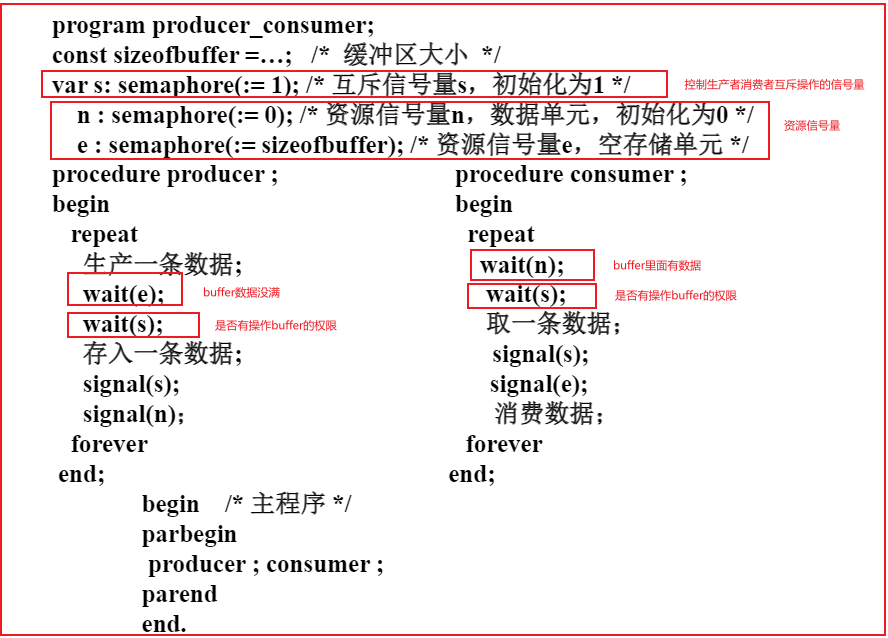 program producer_consumer;
const sizeofbuffer =…;   /*  缓冲区大小  */
var s: semaphore(:= 1); /* 互斥信号量s，初始化为1 */
控制生产者消费者互斥操作的信号量
n : semaphore(:= 0); /* 资源信号量n，数据单元，初始化为0 */
资源信号量
e : semaphore(:= sizeofbuffer); /* 资源信号量e，空存储单元 */
procedure producer ;
begin
repeat
生产一条数据；
wait(e);
buffer数据没满
wait(s);
是否有操作buffer的权限
存入一条数据；
signal(s);
signal(n)；
forever
end;
procedure consumer ;
begin
repeat
wait(n);
buffer里面有数据
wait(s);
是否有操作buffer的权限
取一条数据；
signal(s);
signal(e);
消费数据；
forever
end;
begin    /* 主程序 */
parbegin
producer ; consumer ;
parend
end.